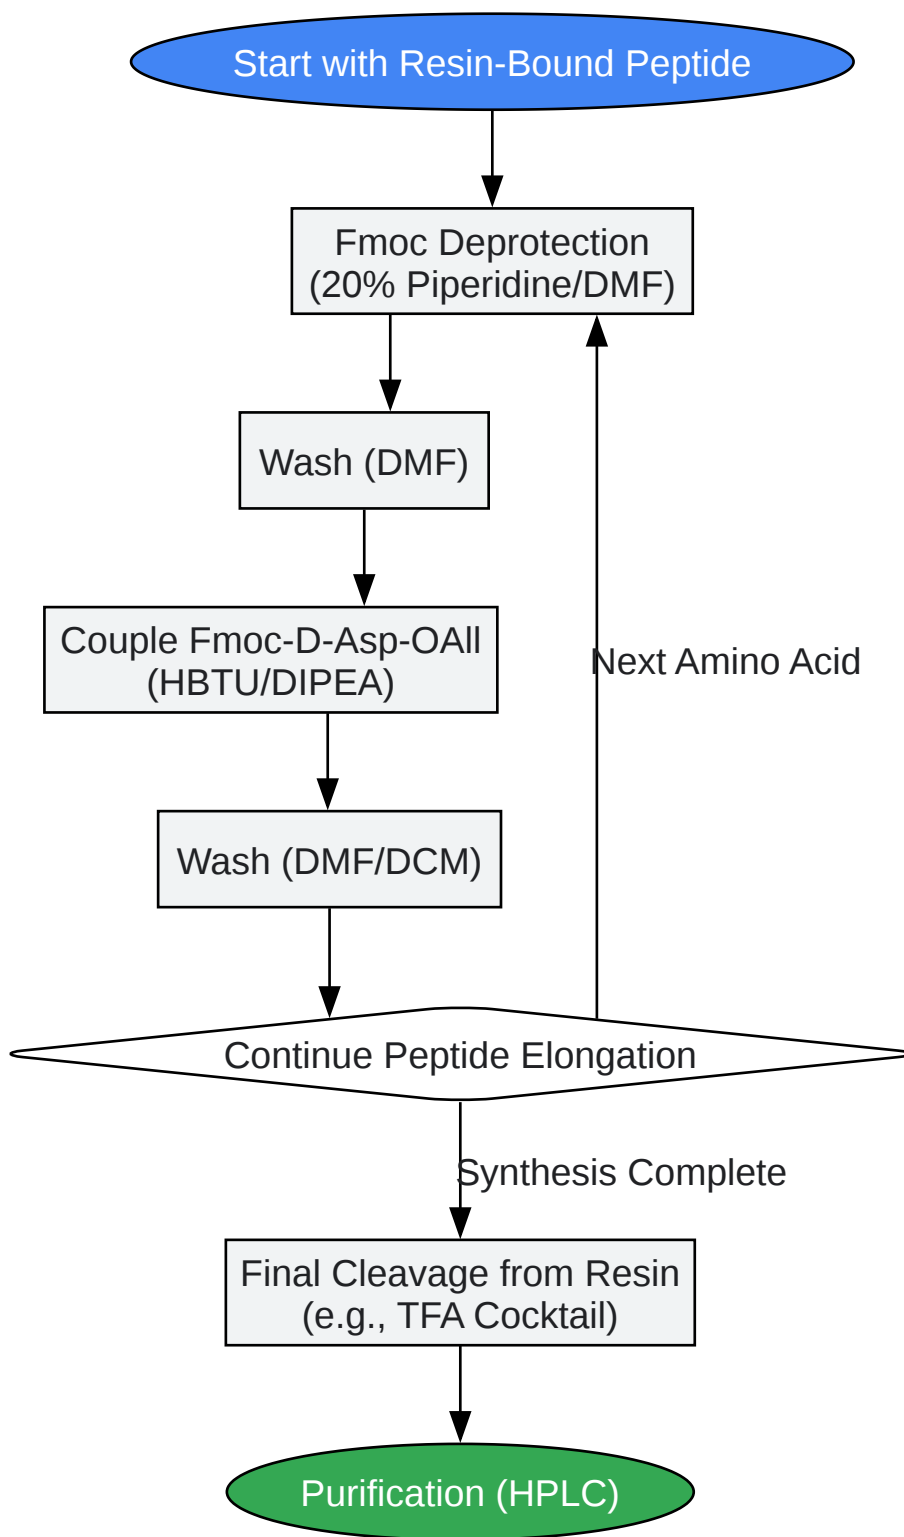 Start with Resin-Bound Peptide
Fmoc Deprotection
(20% Piperidine/DMF)
Wash (DMF)
Couple Fmoc-D-Asp-OAll
(HBTU/DIPEA)
Next Amino Acid
Wash (DMF/DCM)
Continue Peptide Elongation
Synthesis Complete
Final Cleavage from Resin
(e.g., TFA Cocktail)
Purification (HPLC)